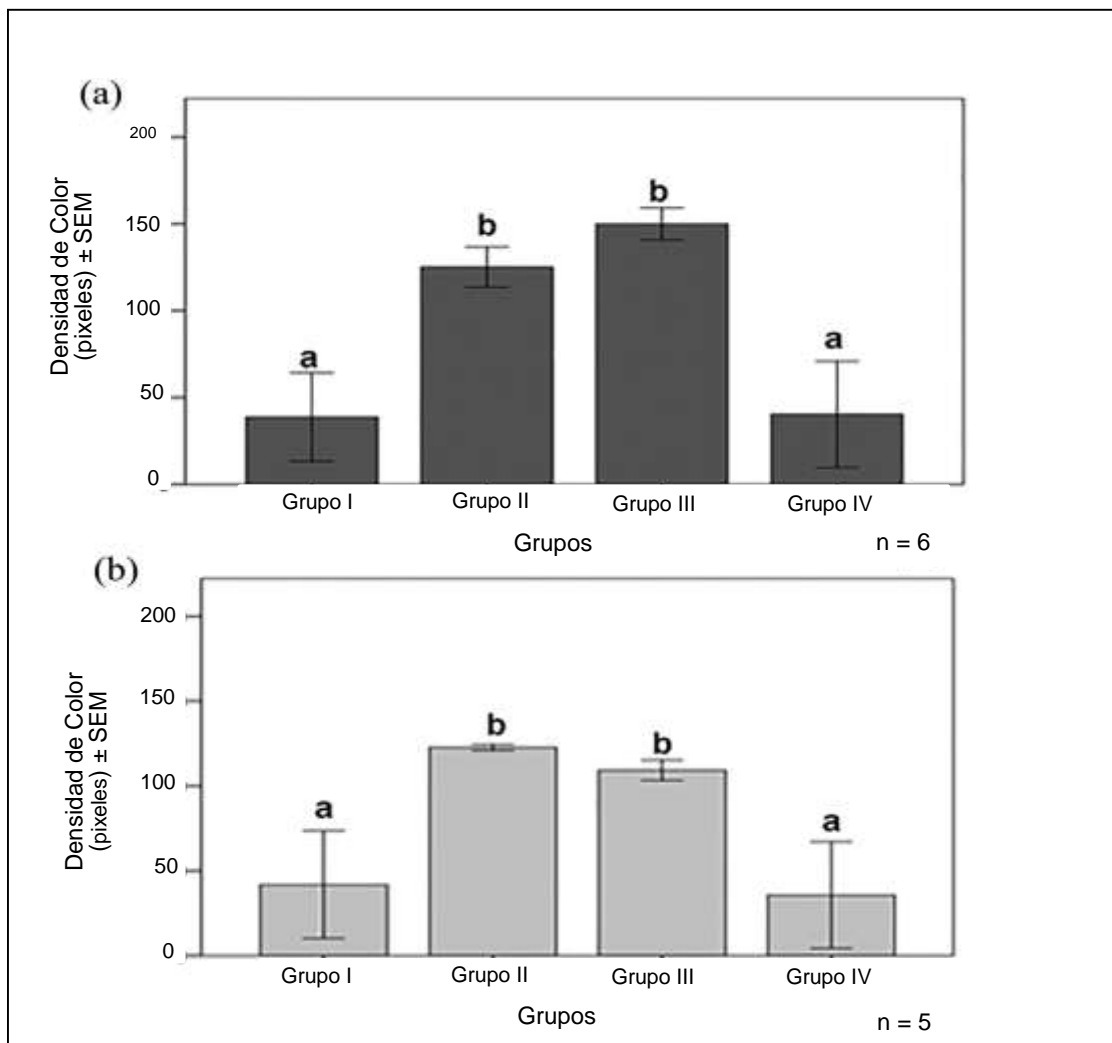 (a)
Densidad de Color
(pixeles) ± SEM
200
150
100
50
0
a
b
b
a
Grupo I
Grupo II
Grupo III
Grupo IV
Grupos
n = 6
(b)
Densidad de Color
(pixeles) ± SEM
200
150
100
50
0
a
b
b
a
Grupo I
Grupo II
Grupo III
Grupo IV
Grupos
n = 5